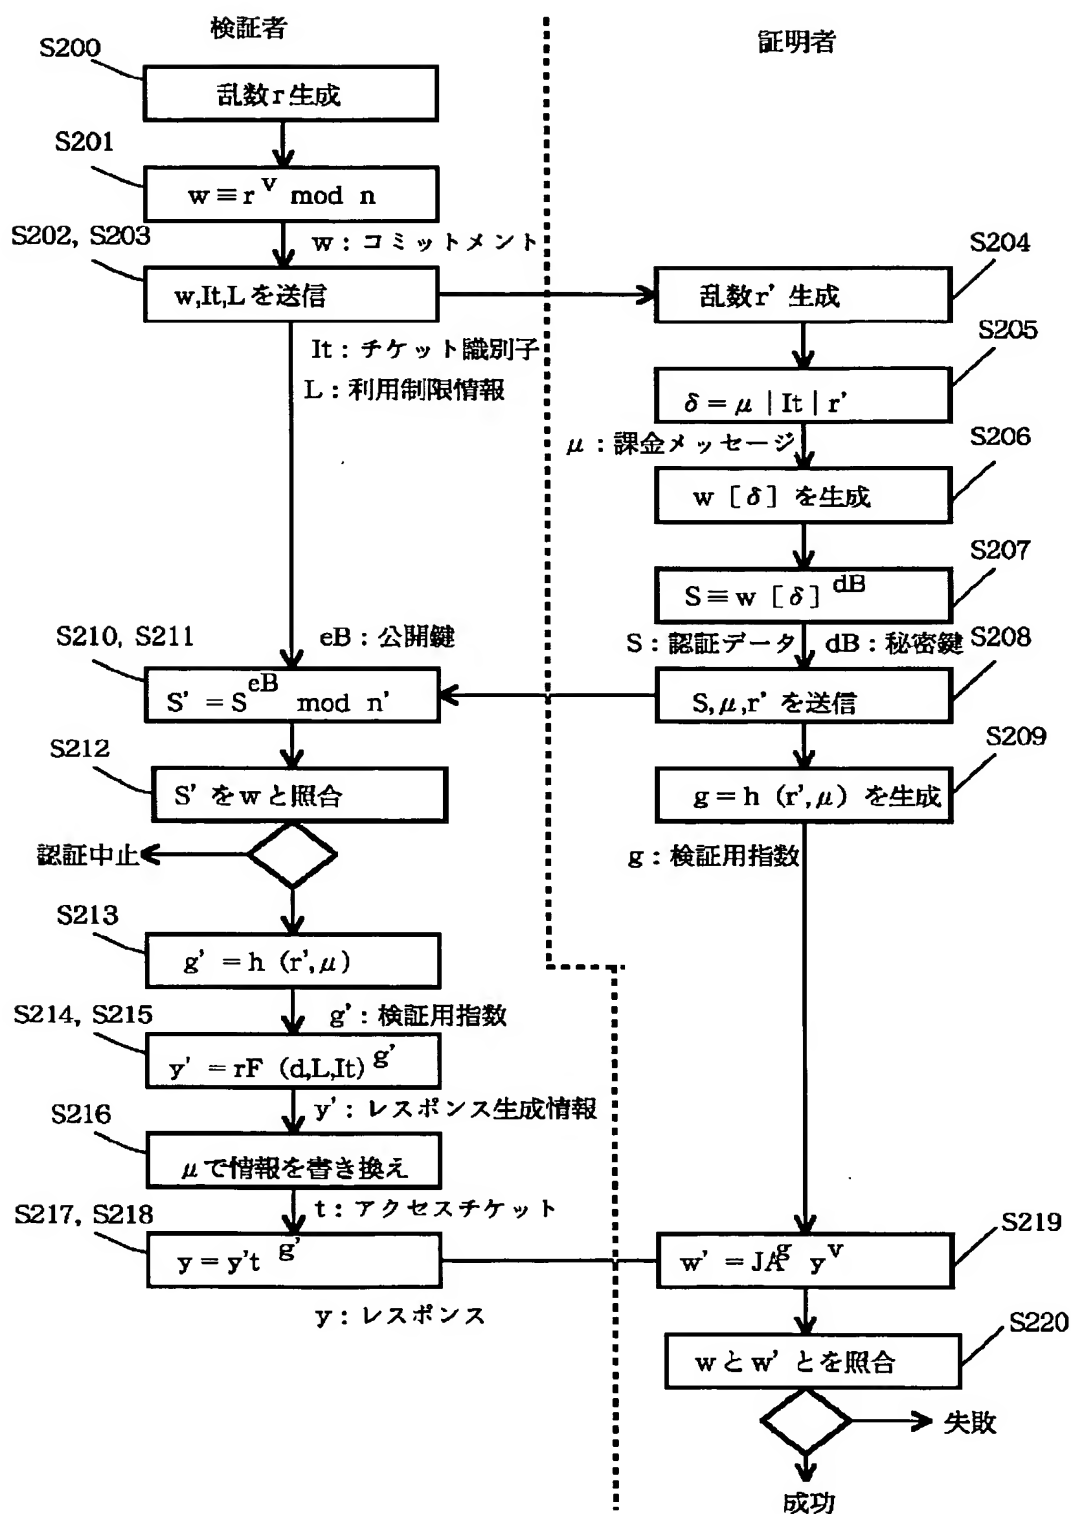 検証者
証明者
S200
乱数r生成
S201
w≡r^v mod n
S202, S203
w：コミットメント
w,It,Lを送信
S204
乱数r' 生成
It：チケット識別子
L：利用制限情報
S205
δ=μ｜It｜r'
μ：課金メッセージ
S206
w［δ］を生成
S207
S≡w［δ］^dB
S：認証データ dB：秘密鍵
S208
S,μ,r' を送信
S210, S211
eB：公開鍵
S' =S^eB mod n'
S209
g=h (r',μ) を生成
g：検証用指数
S212
S' をwと照合
認証中止
S213
g' =h (r',μ)
S214, S215
g'：検証用指数
y' =rF (d,L,It)^g'
y'：レスポンス生成情報
S216
μで情報を書き換え
t：アクセスチケット
S217, S218
y=y't^g'
y：レスポンス
S219
w' =JA^g y^v
S220
wとw' とを照合
失敗
成功